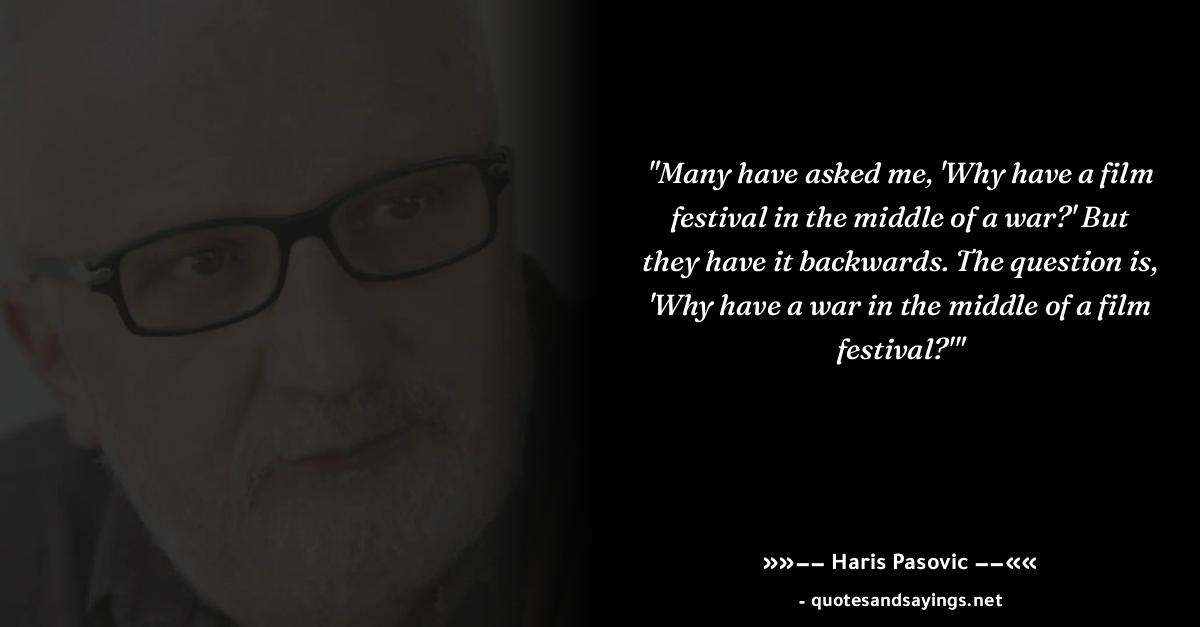 "Many have asked me, 'Why have a film
festival in the middle of a war?' But
they have it backwards. The question is,
'Why have a war in the middle of a film
festival?'"
»»–– Haris Pasovic ––««
- quotesandsayings.net